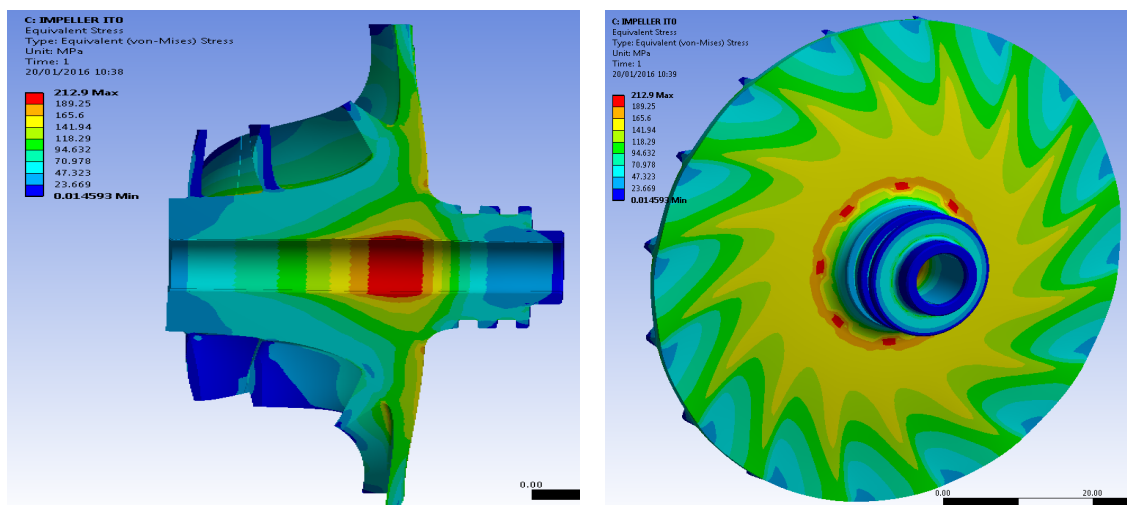 C: IMPELLER IT0
Equivalent Stress
Type: Equivalent (von-Mises) Stress
Unit: MPa
Time: 1
20/01/2016 10:38
212.9 Max
189.25
165.6
141.94
118.29
94.632
70.978
47.323
23.669
0.014593 Min
0.00
C: IMPELLER IT0
Equivalent Stress
Type: Equivalent (von-Mises) Stress
Unit: MPa
Time: 1
20/01/2016 10:39
212.9 Max
189.25
165.6
141.94
118.29
94.632
70.978
47.323
23.669
0.014593 Min
0.00 20.00